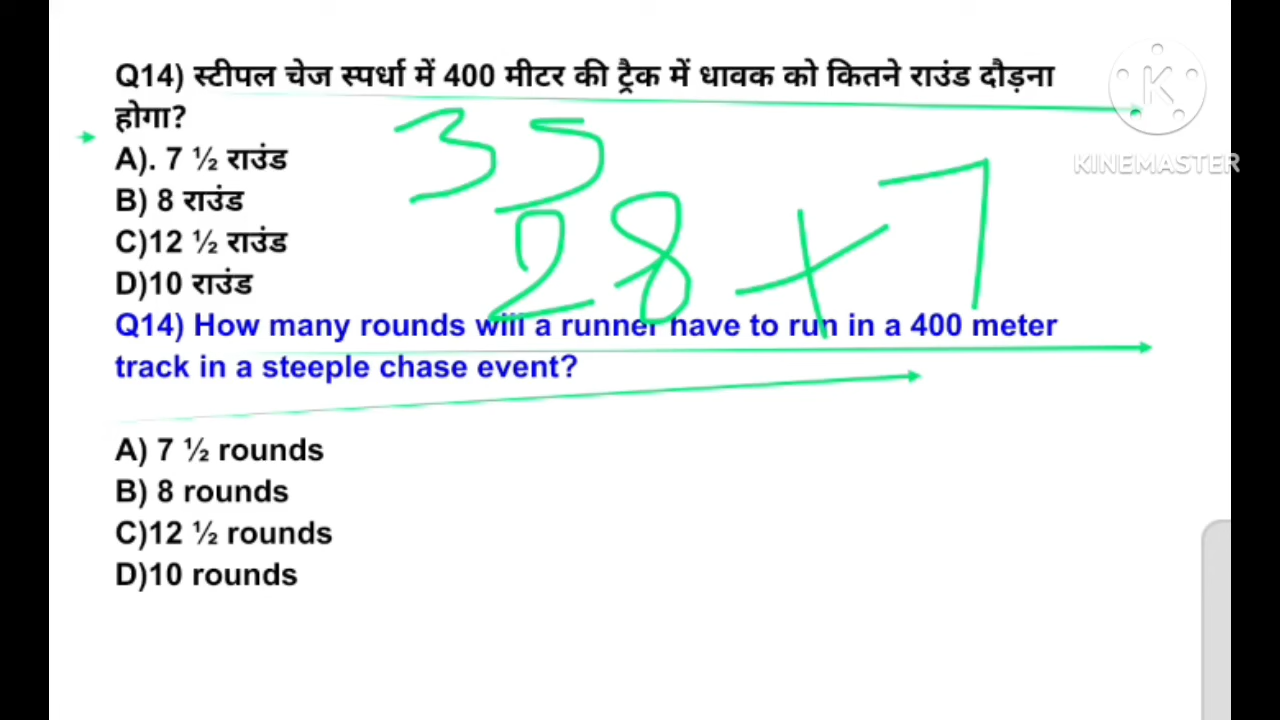 Q14) स्टीपल चेज स्पर्धा में 400 मीटर की ट्रैक में धावक को कितने राउंड दौड़ना
होगा?
A). 7 ½ राउंड
B) 8 राउंड
C)12 ½ राउंड
D)10 राउंड
35
28 + 7
Q14) How many rounds will a runner have to run in a 400 meter
track in a steeple chase event?
A) 7 ½ rounds
B) 8 rounds
C)12 ½ rounds
D)10 rounds
K
KINEMASTER